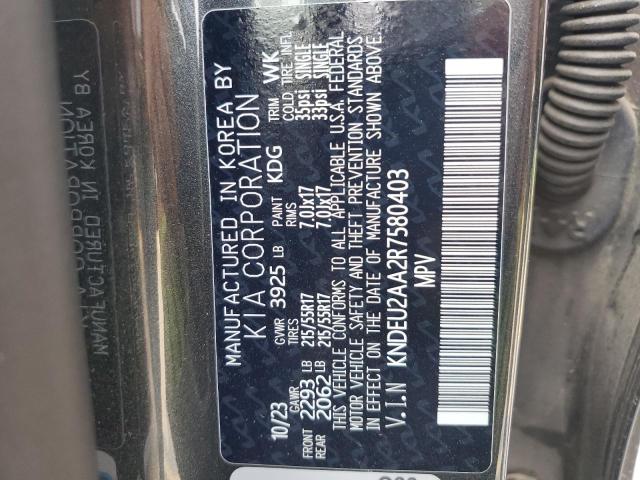 MANUFACTURED IN KOREA BY
KIA CORPORATION
10/23 GVWR 3925 LB PAINT KDG TRIM WK
GAWR TIRES RIMS COLD TIRE INFL.
FRONT 2293 LB 215/55R17 7.0Jx17 35psi SINGLE
REAR 2062 LB 215/55R17 7.0Jx17 33psi SINGLE
THIS VEHICLE CONFORMS TO ALL APPLICABLE U.S.A. FEDERAL
MOTOR VEHICLE SAFETY AND THEFT PREVENTION STANDARDS
IN EFFECT ON THE DATE OF MANUFACTURE SHOWN ABOVE.
V.I.N KNDEU2AA2R7580403
MPV